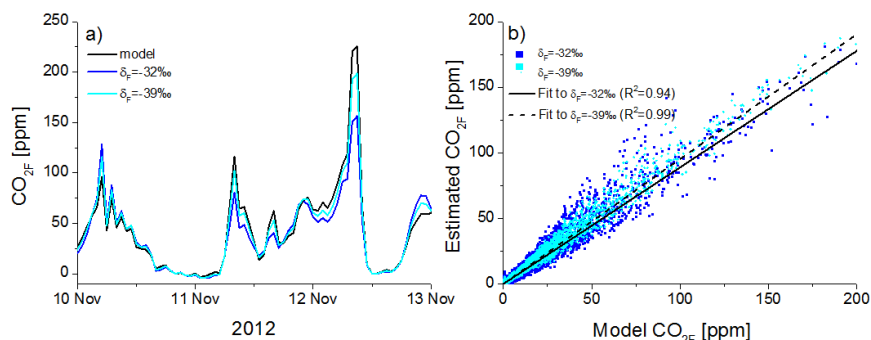 a)
model
δF=-32‰
δF=-39‰
CO2F [ppm]
250
200
150
100
50
0
10 Nov
11 Nov
12 Nov
13 Nov
2012
b)
δF=-32‰
δF=-39‰
Fit to δF=-32‰ (R²=0.94)
Fit to δF=-39‰ (R²=0.99)
Estimated CO2F [ppm]
200
150
100
50
0
0
50
100
150
200
Model CO2F [ppm]